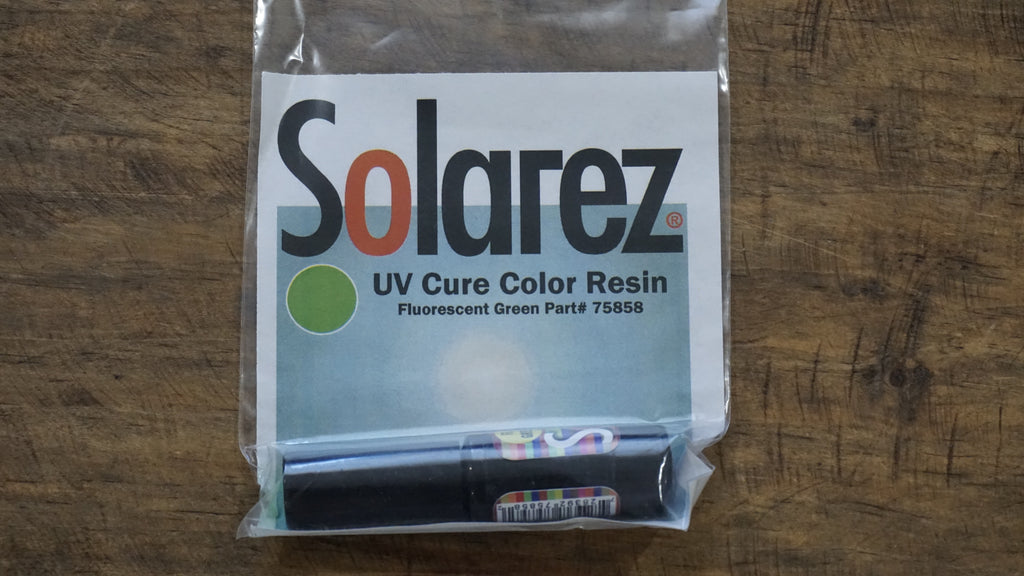 Solarez®
UV Cure Color Resin
Fluorescent Green Part# 75858